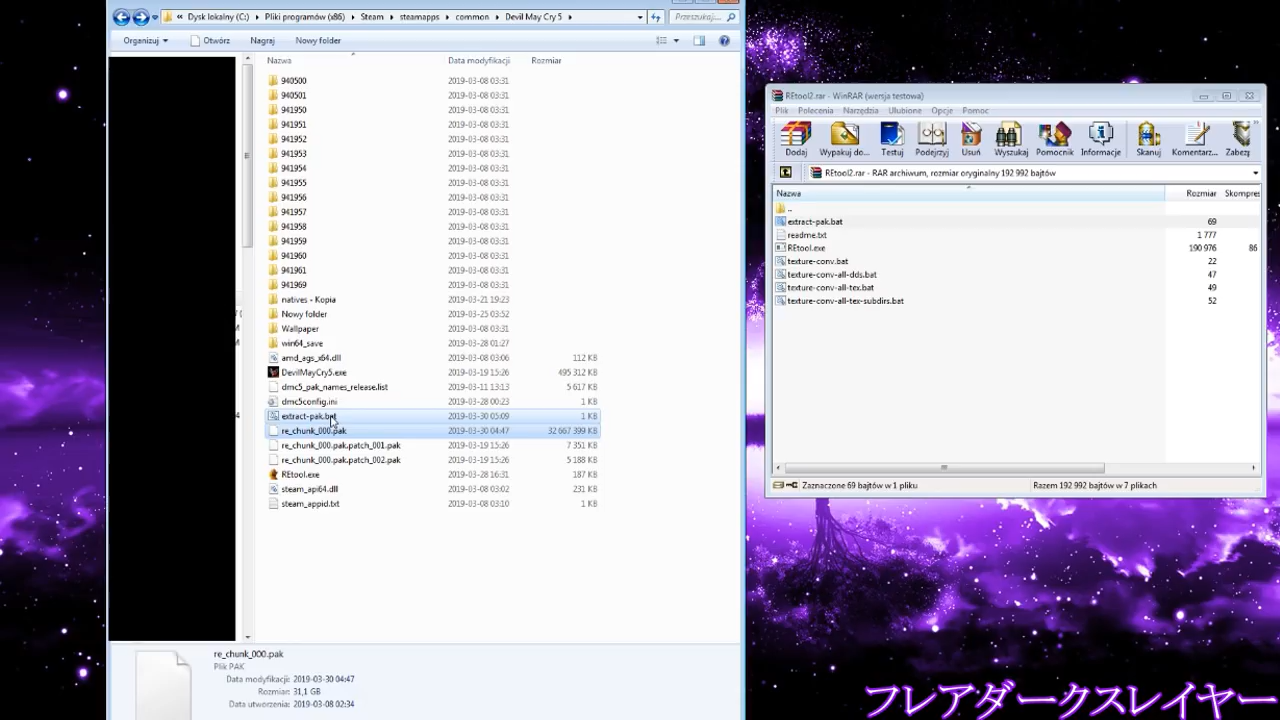 Dysk lokalny (C:) Pliki programów (x86) Steam steamapps common Devil May Cry 5 Przeszukaj...
Organizuj Otwórz Nagraj Nowy folder
Nazwa Data modyfikacji Rozmiar
940500 2019-03-08 03:31
940501 2019-03-08 03:31
941950 2019-03-08 03:31
941951 2019-03-08 03:31
941952 2019-03-08 03:31
941953 2019-03-08 03:31
941954 2019-03-08 03:31
941955 2019-03-08 03:31
941956 2019-03-08 03:31
941957 2019-03-08 03:31
941958 2019-03-08 03:31
941959 2019-03-08 03:31
941960 2019-03-08 03:31
941961 2019-03-08 03:31
941969 2019-03-08 03:31
natives - Kopia 2019-03-21 19:23
Nowy folder 2019-03-25 03:52
Wallpaper 2019-03-08 03:31
win64_save 2019-03-28 01:27
amd_ags_x64.dll 2019-03-08 03:06 112 KB
DevilMayCry5.exe 2019-03-19 15:26 495 312 KB
dmc5_pak_names_release.list 2019-03-11 13:13 5 617 KB
dmc5config.ini 2019-03-28 00:23 2 KB
extract-pak.bat 2019-03-30 05:09 1 KB
re_chunk_000.pak 2019-03-30 04:47 32 667 399 KB
re_chunk_000.pak.patch_001.pak 2019-03-19 15:26 7 351 KB
re_chunk_000.pak.patch_002.pak 2019-03-19 15:26 5 188 KB
REtool.exe 2019-03-28 16:31 187 KB
steam_api64.dll 2019-03-08 03:02 231 KB
steam_appid.txt 2019-03-08 03:10 1 KB
re_chunk_000.pak
Plik PAK
Data modyfikacji: 2019-03-30 04:47
Rozmiar: 31,1 GB
Data utworzenia: 2019-03-08 02:34
REtool2.rar - WinRAR (wersja testowa)
Plik Polecenia Narzędzia Ulubione Opcje Pomoc
Dodaj Wypakuj do... Testuj Podejrzyj Usuń Wyszukaj Pomocnik Informacje Skanuj Komentarz... Zabezj
REtool2.rar - RAR archiwum, rozmiar oryginalny 192 992 bajtów
Nazwa Rozmiar Skompres
..
extract-pak.bat 69
readme.txt 1 777
REtool.exe 190 976 86
texture-conv.bat 22
texture-conv-all-dds.bat 47
texture-conv-all-tex.bat 49
texture-conv-all-tex-subdirs.bat 52
Zaznaczone 69 bajtów w 1 pliku Razem 192 992 bajtów w 7 plikach
フレアダークスレイヤー